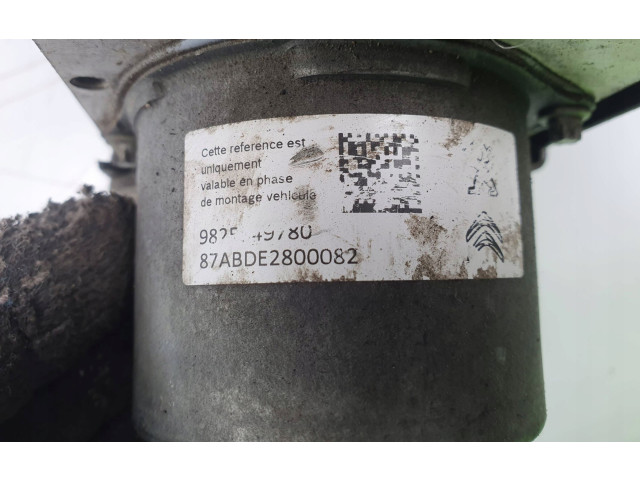 Cette reference est
uniquement
valable en phase
de montage vehicule
87ABDE2800082